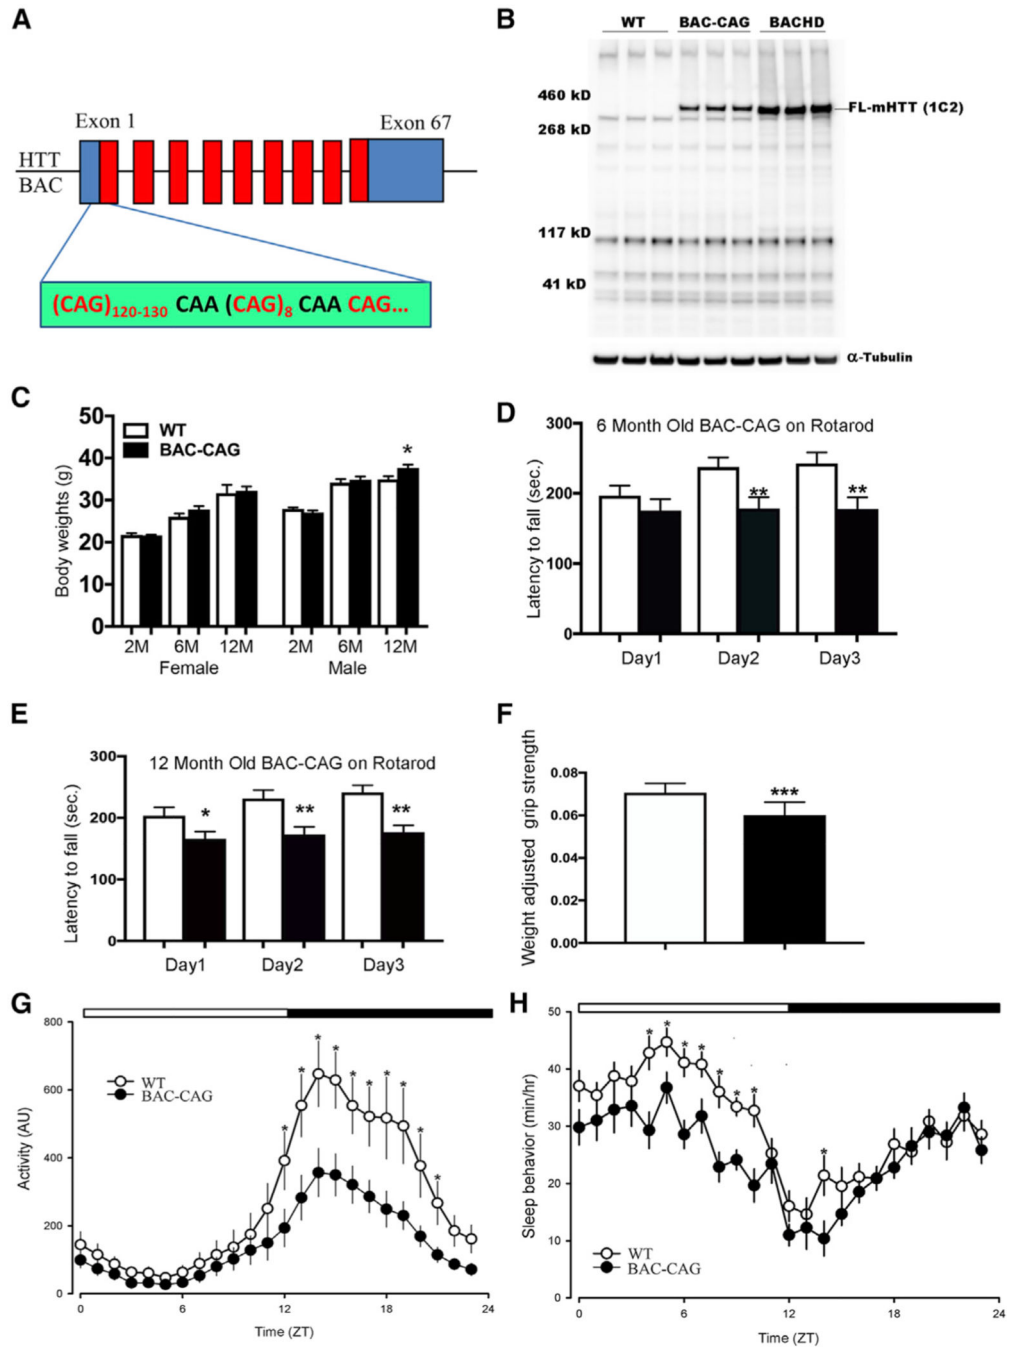 A
Exon 1
Exon 67
HTT
BAC
(CAG)120-130 CAA (CAG)8 CAA CAG...
B
WT BAC-CAG BACHD
460 kD
FL-mHTT (1C2)
268 kD
117 kD
41 kD
α-Tubulin
C
Body weights (g)
50
40
30
20
10
0
WT
BAC-CAG
*
2M 6M 12M 2M 6M 12M
Female Male
D
6 Month Old BAC-CAG on Rotarod
Latency to fall (sec.)
300
200
100
0
** **
Day1 Day2 Day3
E
12 Month Old BAC-CAG on Rotarod
Latency to fall (sec.)
300
200
100
0
* ** **
Day1 Day2 Day3
F
Weight adjusted grip strength
0.08
0.06
0.04
0.02
0.00
***
G
Activity (AU)
800
600
400
200
0
WT
BAC-CAG
* * * * * * * * * *
0 6 12 18 24
Time (ZT)
H
Sleep behavior (min/hr)
50
40
30
20
10
0
* * * * * * * *
WT
BAC-CAG
0 6 12 18 24
Time (ZT)